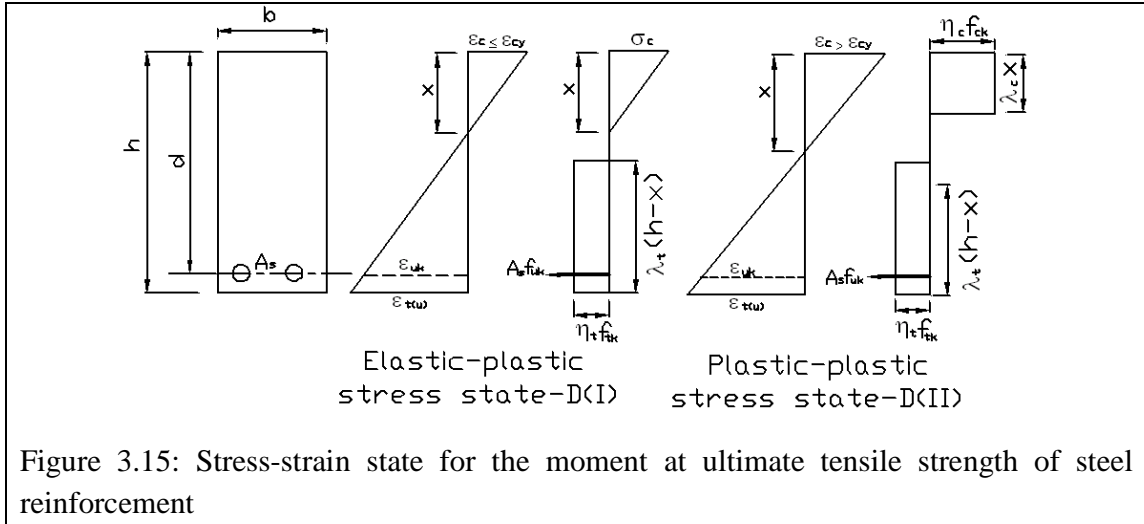 b
h
d
As
εc ≤ εcy
x
εuk
εt(u)
σc
x
Asfuk
λt(h-x)
ηtftk
Elastic-plastic
stress state-D(I)
εc > εcy
x
εuk
εt(u)
ηcfck
λcx
Asfuk
λt(h-x)
ηtftk
Plastic-plastic
stress state-D(II)
Figure 3.15: Stress-strain state for the moment at ultimate tensile strength of steel
reinforcement